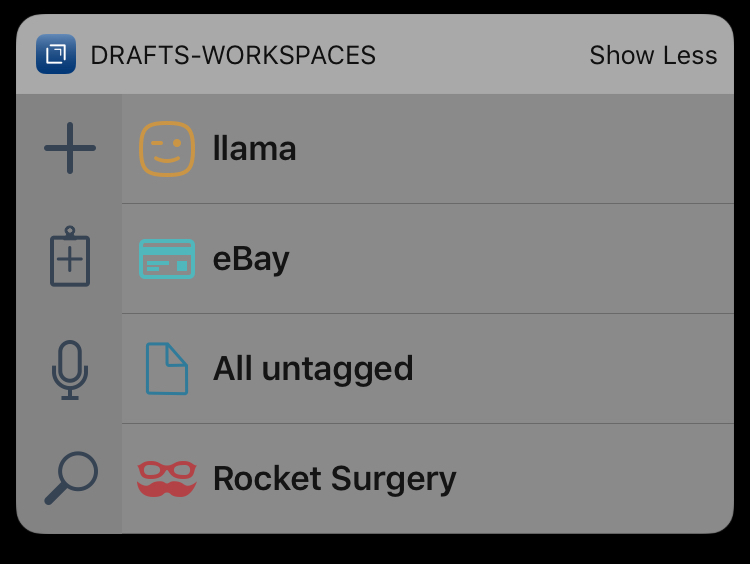 DRAFTS-WORKSPACES Show Less
llama
eBay
All untagged
Rocket Surgery